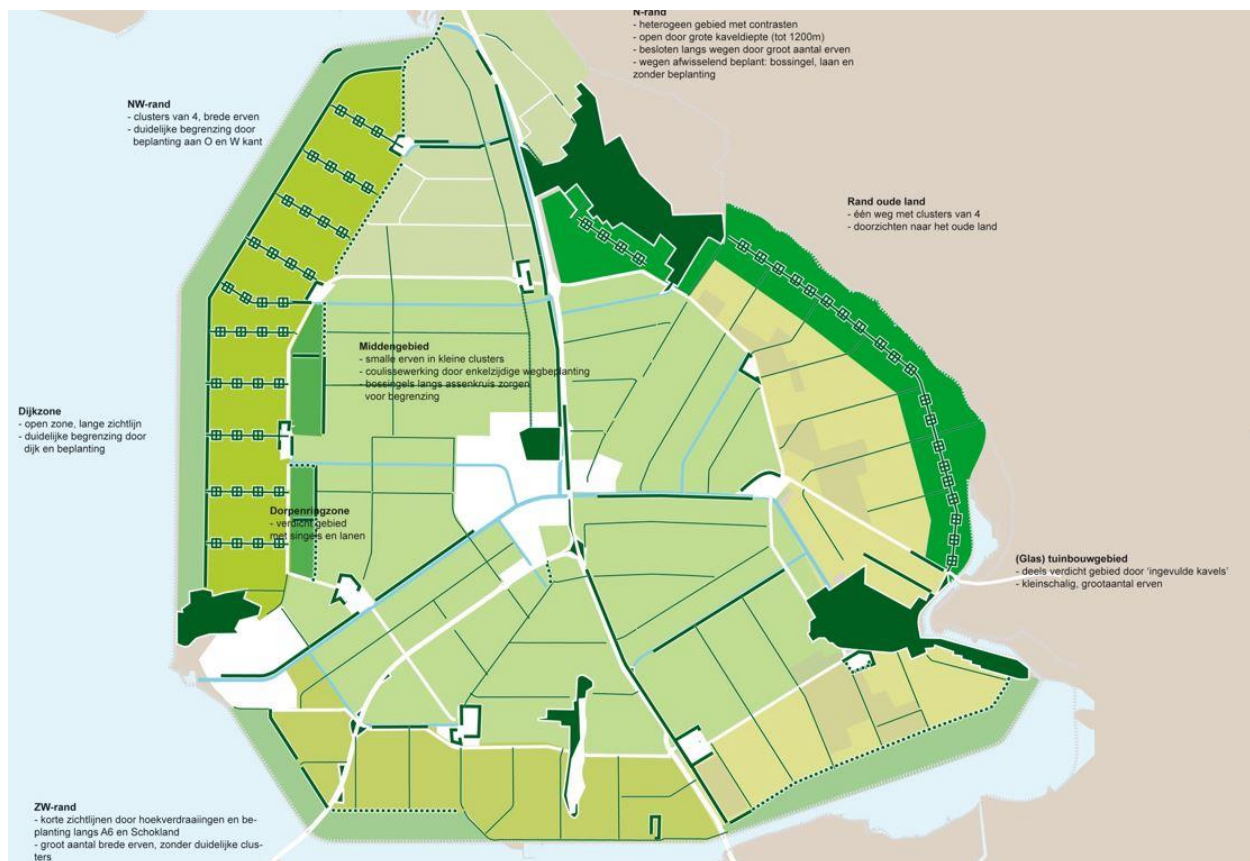 N-rand
- heterogeen gebied met contrasten
- open door grote kaveldiepte (tot 1200m)
- besloten langs wegen door groot aantal erven
- wegen afwisselend beplant: bossingel, laan en
zonder beplanting
NW-rand
- clusters van 4, brede erven
- duidelijke begrenzing door
beplanting aan O en W kant
Rand oude land
- één weg met clusters van 4
- doorzichten naar het oude land
Middengebied
- smalle erven in kleine clusters
- coulissewerking door enkelzijdige wegbeplanting
- bossingels langs assenkruis zorgen
voor begrenzing
Dijkzone
- open zone, lange zichtlijn
- duidelijke begrenzing door
dijk en beplanting
Dorpenringzone
- verdicht gebied
met singels en lanen
(Glas) tuinbouwgebied
- deels verdicht gebied door 'ingevulde kavels'
- kleinschalig, grootaantal erven
ZW-rand
- korte zichtlijnen door hoekverdraaiingen en be-
planting langs A6 en Schokland
- groot aantal brede erven, zonder duidelijke clus-
ters